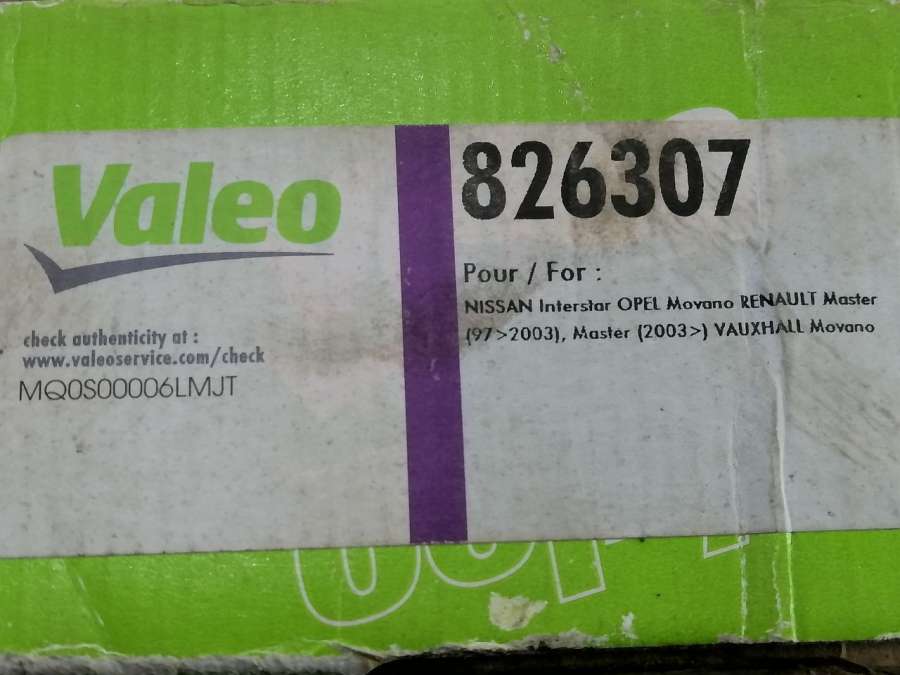 Valeo
826307
Pour / For :
NISSAN Interstar OPEL Movano RENAULT Master
(97>2003), Master (2003>) VAUXHALL Movano
check authenticity at :
www.valeoservice.com/check
MQ0S00006LMJT